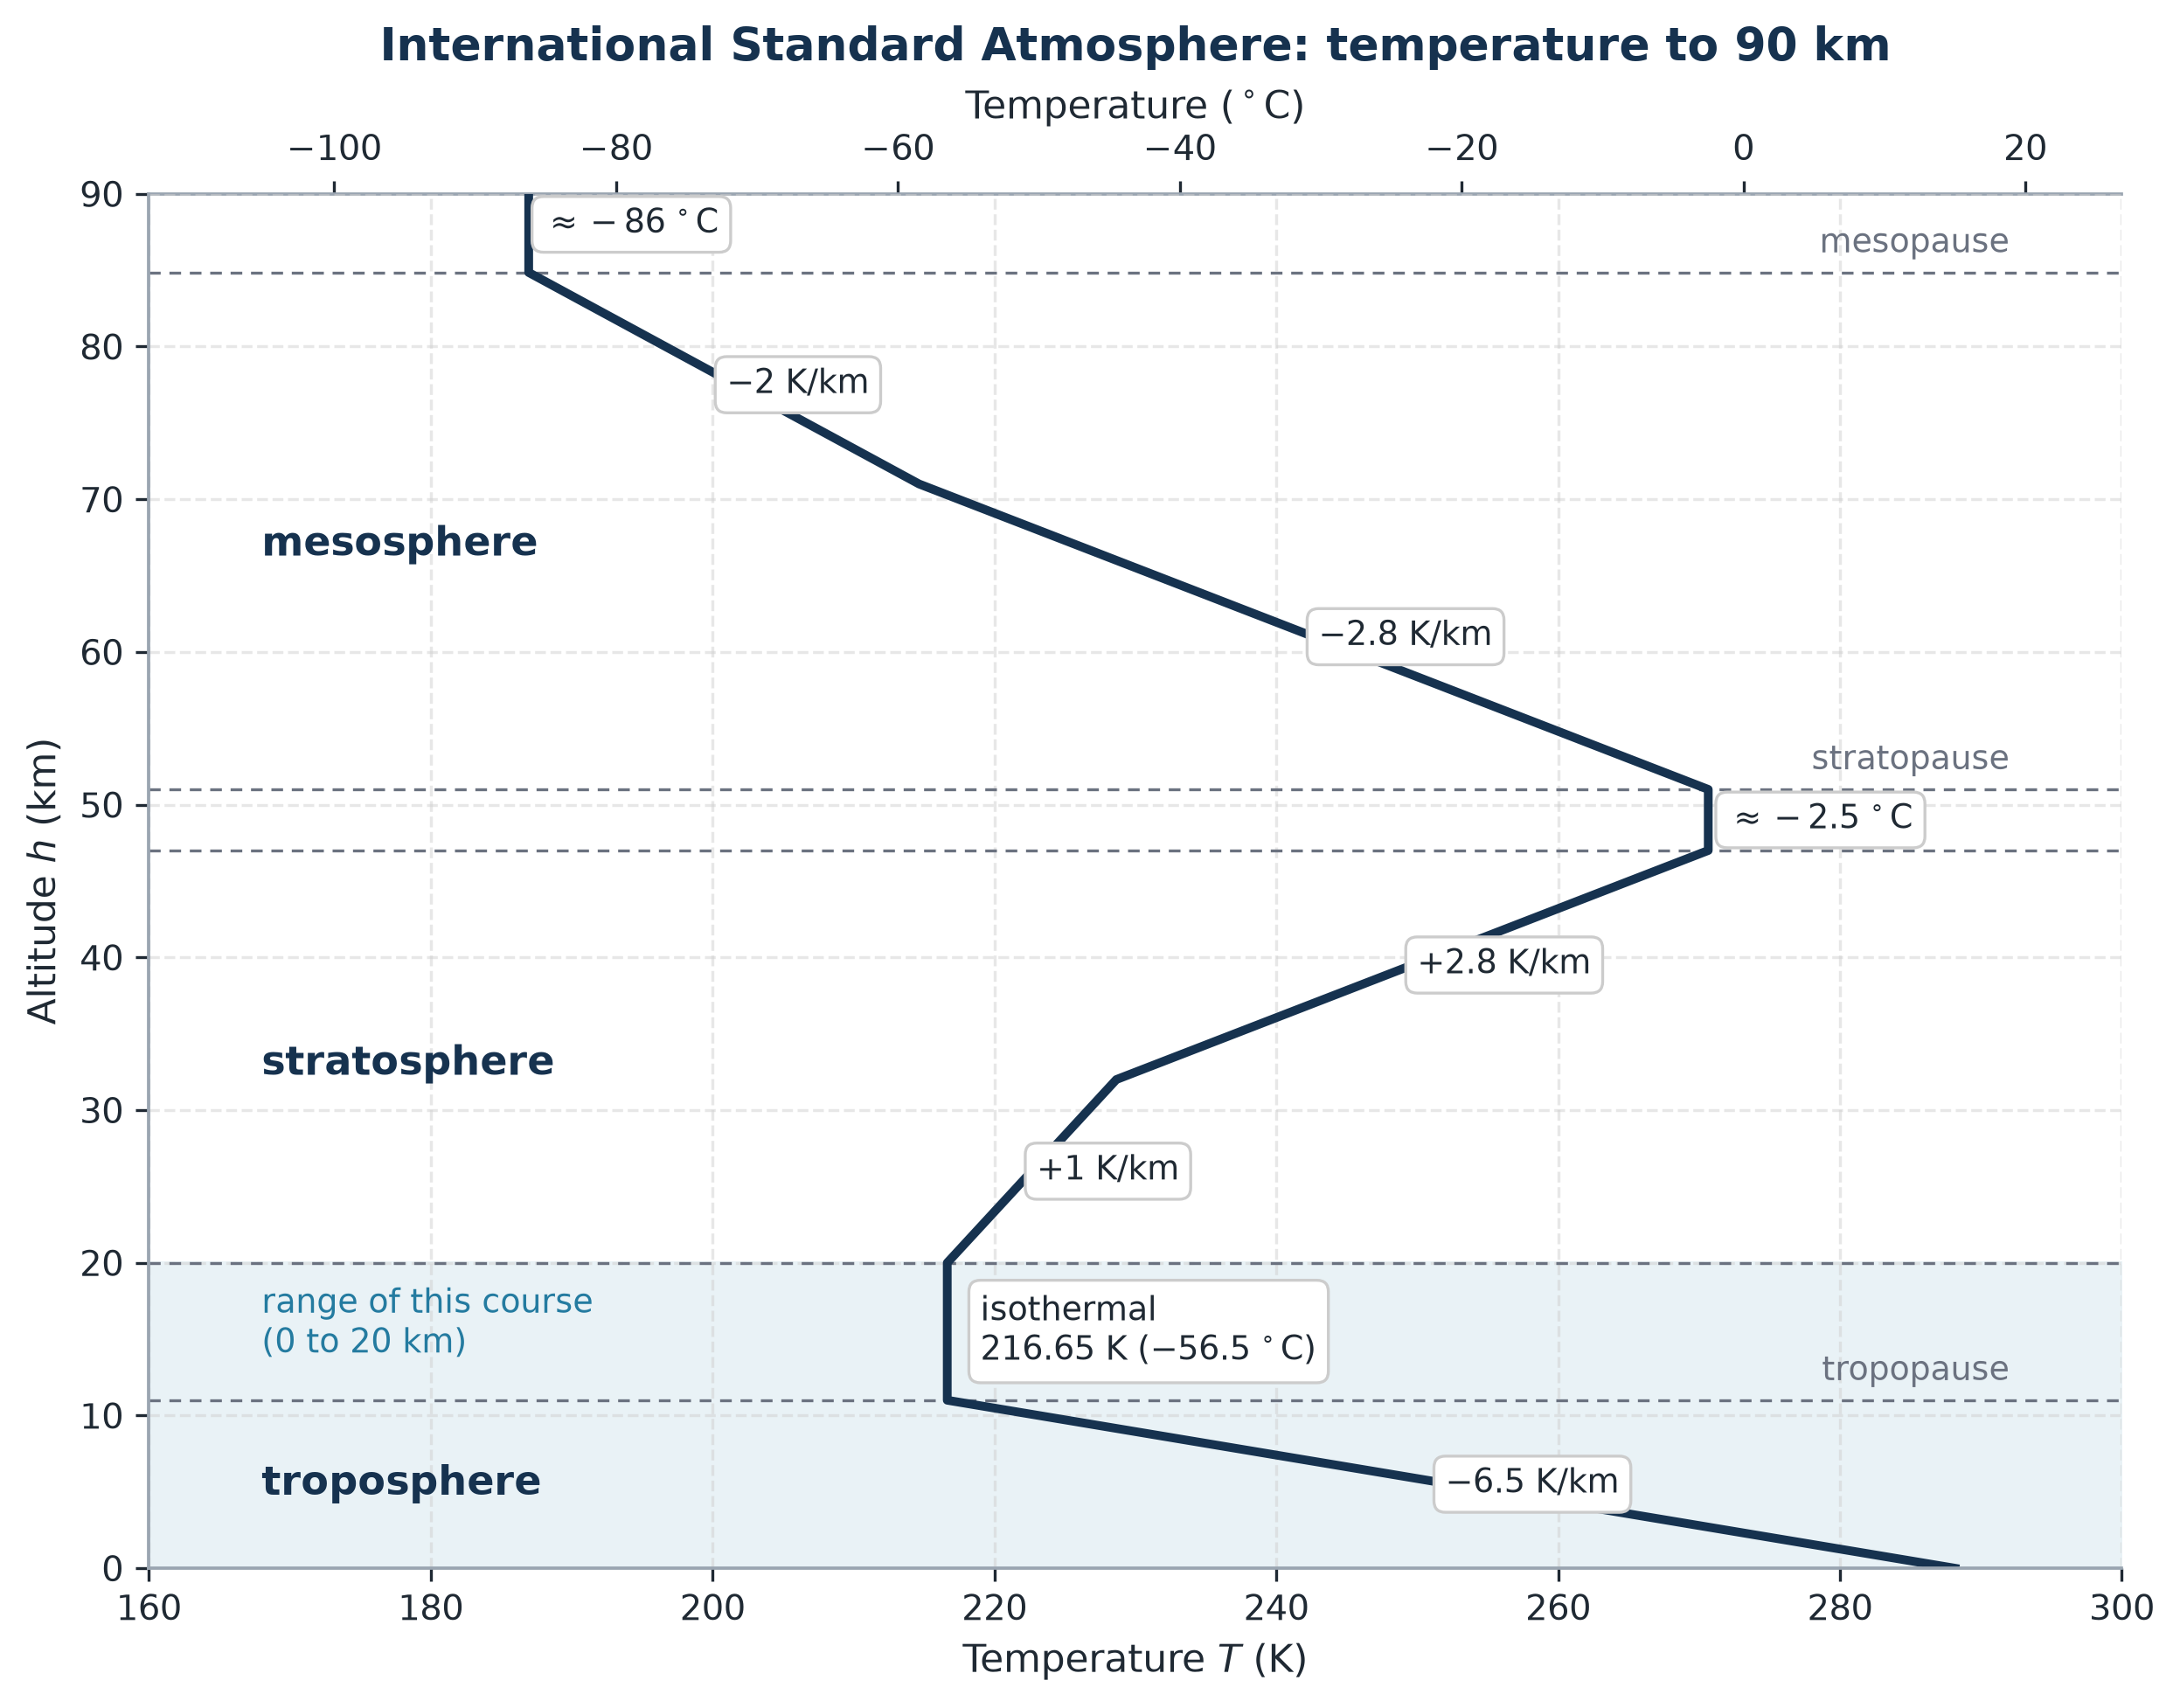 International Standard Atmosphere: temperature to 90 km
Temperature (°C)
−100 −80 −60 −40 −20 0 20
90
≈ −86 °C
mesopause
80
−2 K/km
70
mesosphere
−2.8 K/km
60
stratopause
50
≈ −2.5 °C
Altitude h (km)
40
+2.8 K/km
stratosphere
30
+1 K/km
20
range of this course
(0 to 20 km)
isothermal
216.65 K (−56.5 °C)
tropopause
10
troposphere
−6.5 K/km
0
160 180 200 220 240 260 280 300
Temperature T (K)